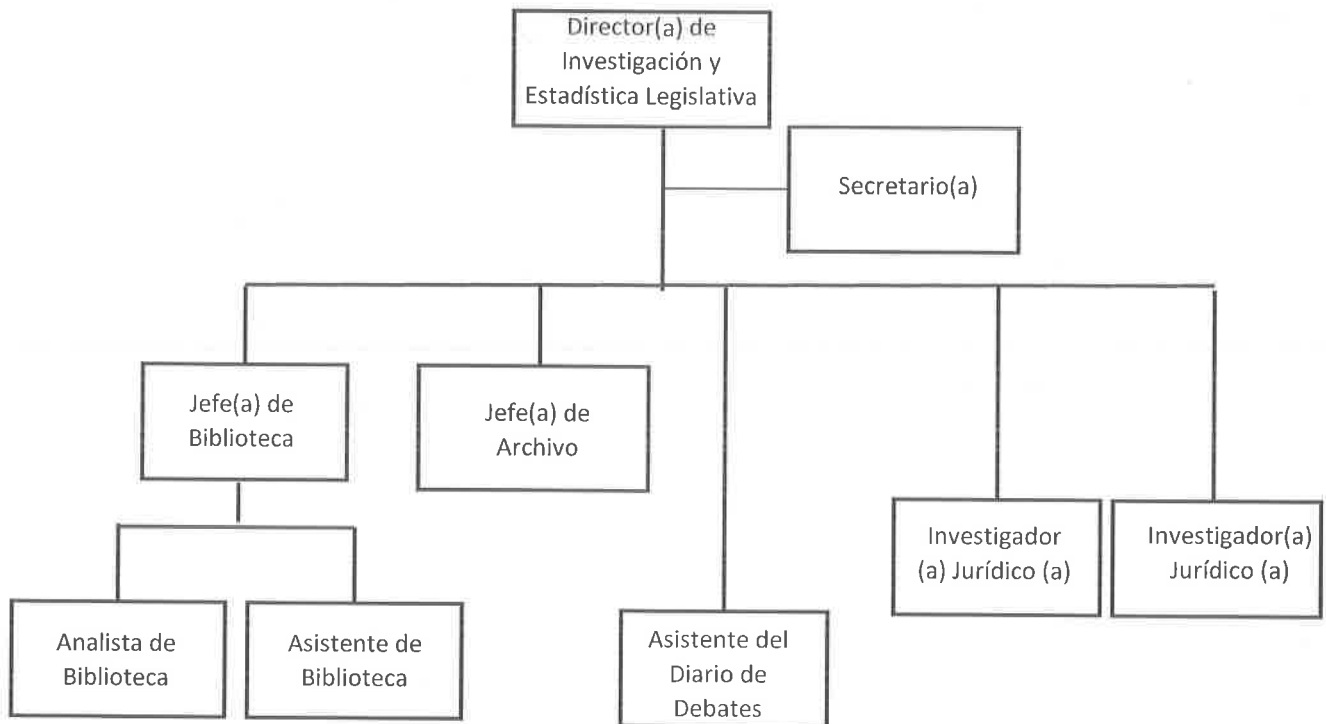 Director(a) de
Investigación y
Estadística Legislativa
Secretario(a)
Jefe(a) de
Biblioteca
Jefe(a) de
Archivo
Investigador
(a) Jurídico (a)
Investigador(a)
Jurídico (a)
Analista de
Biblioteca
Asistente de
Biblioteca
Asistente del
Diario de
Debates